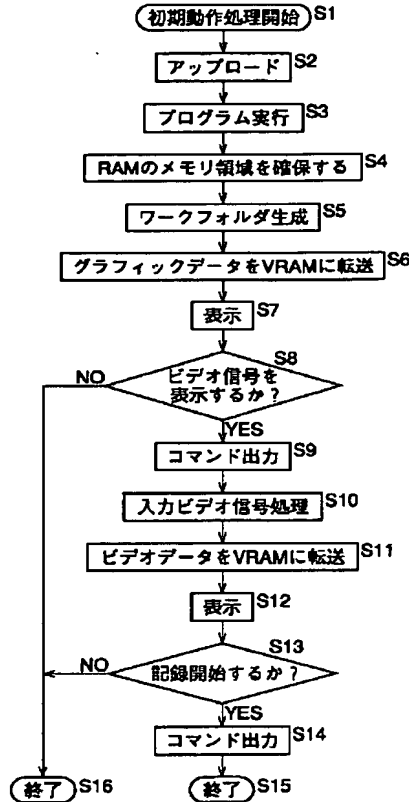 初期動作処理開始 S1
アップロード S2
プログラム実行 S3
RAMのメモリ領域を確保する S4
ワークフォルダ生成 S5
グラフィックデータをVRAMに転送 S6
表示 S7
S8
ビデオ信号を
表示するか？
NO
YES
コマンド出力 S9
入力ビデオ信号処理 S10
ビデオデータをVRAMに転送 S11
表示 S12
S13
記録開始するか？
NO
YES
コマンド出力 S14
終了 S16
終了 S15